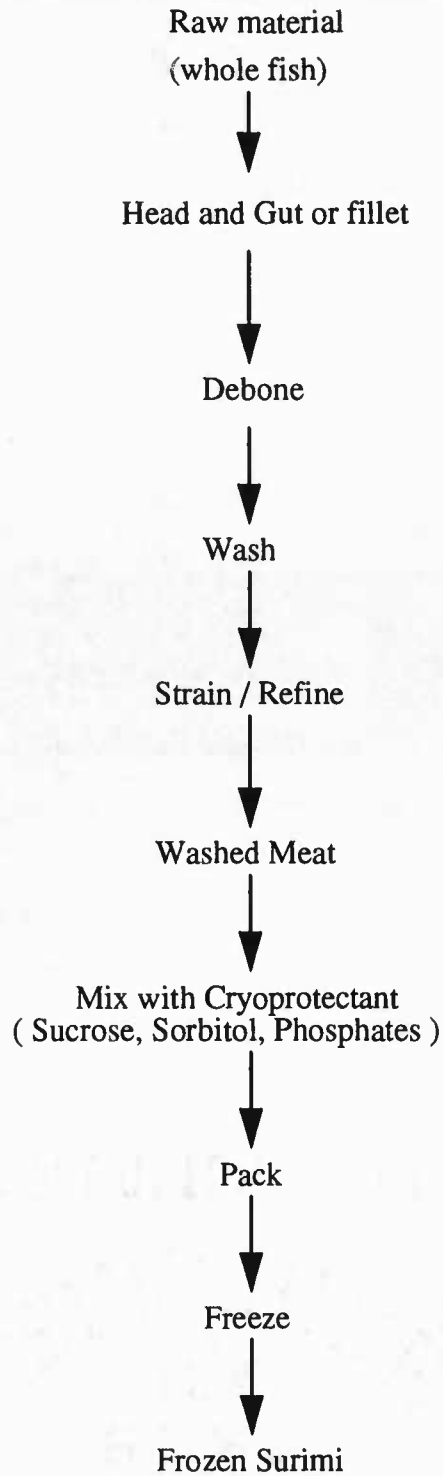 Raw material
(whole fish)
Head and Gut or fillet
Debone
Wash
Strain / Refine
Washed Meat
Mix with Cryoprotectant
( Sucrose, Sorbitol, Phosphates )
Pack
Freeze
Frozen Surimi